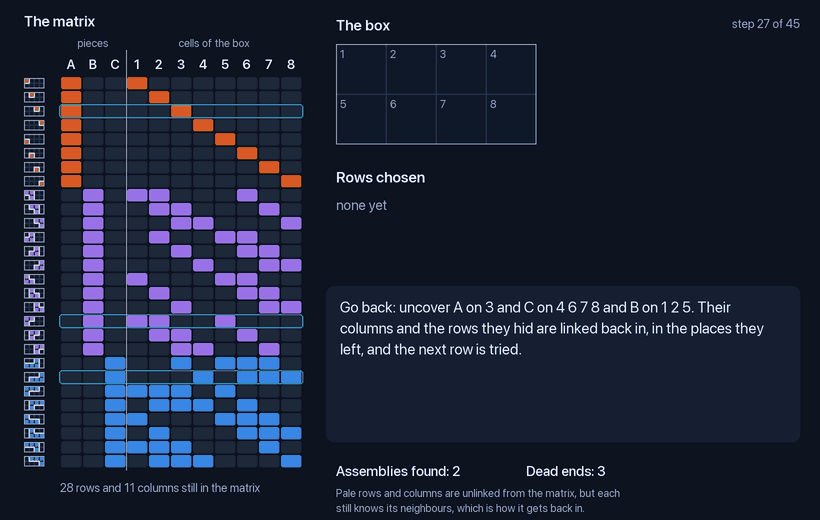 The matrix
pieces
cells of the box
A B C 1 2 3 4 5 6 7 8
28 rows and 11 columns still in the matrix
The box
step 27 of 45
1 2 3 4
5 6 7 8
Rows chosen
none yet
Go back: uncover A on 3 and C on 4 6 7 8 and B on 1 2 5. Their
columns and the rows they hid are linked back in, in the places they
left, and the next row is tried.
Assemblies found: 2
Dead ends: 3
Pale rows and columns are unlinked from the matrix, but each
still knows its neighbours, which is how it gets back in.